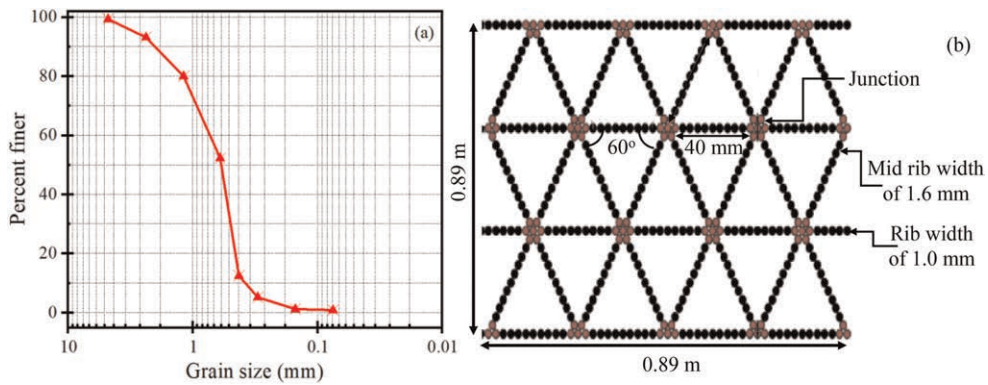 100
80
60
40
20
0
Percent finer
(a)
10
1
0.1
0.01
Grain size (mm)
(b)
Junction
60°
40 mm
Mid rib width
of 1.6 mm
Rib width
of 1.0 mm
0.89 m
0.89 m